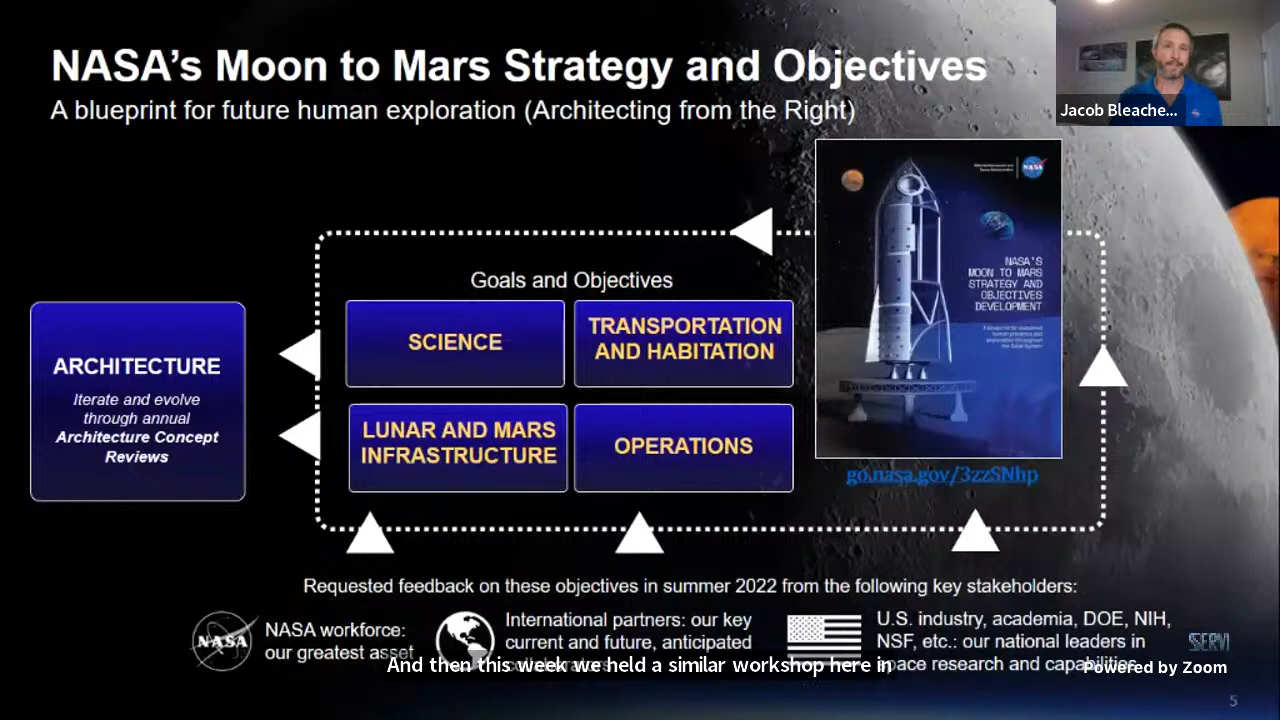 NASA's Moon to Mars Strategy and Objectives
A blueprint for future human exploration (Architecting from the Right)
Jacob Bleache...
NASA
NASA'S
MOON TO MARS
STRATEGY AND
OBJECTIVES
DEVELOPMENT
go.nasa.gov/3zzSNhp
Goals and Objectives
SCIENCE
TRANSPORTATION
AND HABITATION
LUNAR AND MARS
INFRASTRUCTURE
OPERATIONS
ARCHITECTURE
Iterate and evolve
through annual
Architecture Concept
Reviews
Requested feedback on these objectives in summer 2022 from the following key stakeholders:
NASA
NASA workforce:
our greatest asset
International partners: our key
current and future, anticipated
U.S. industry, academia, DOE, NIH,
NSF, etc.: our national leaders in
space research and capabilities
And then this week we held a similar workshop here in
Powered by Zoom
5